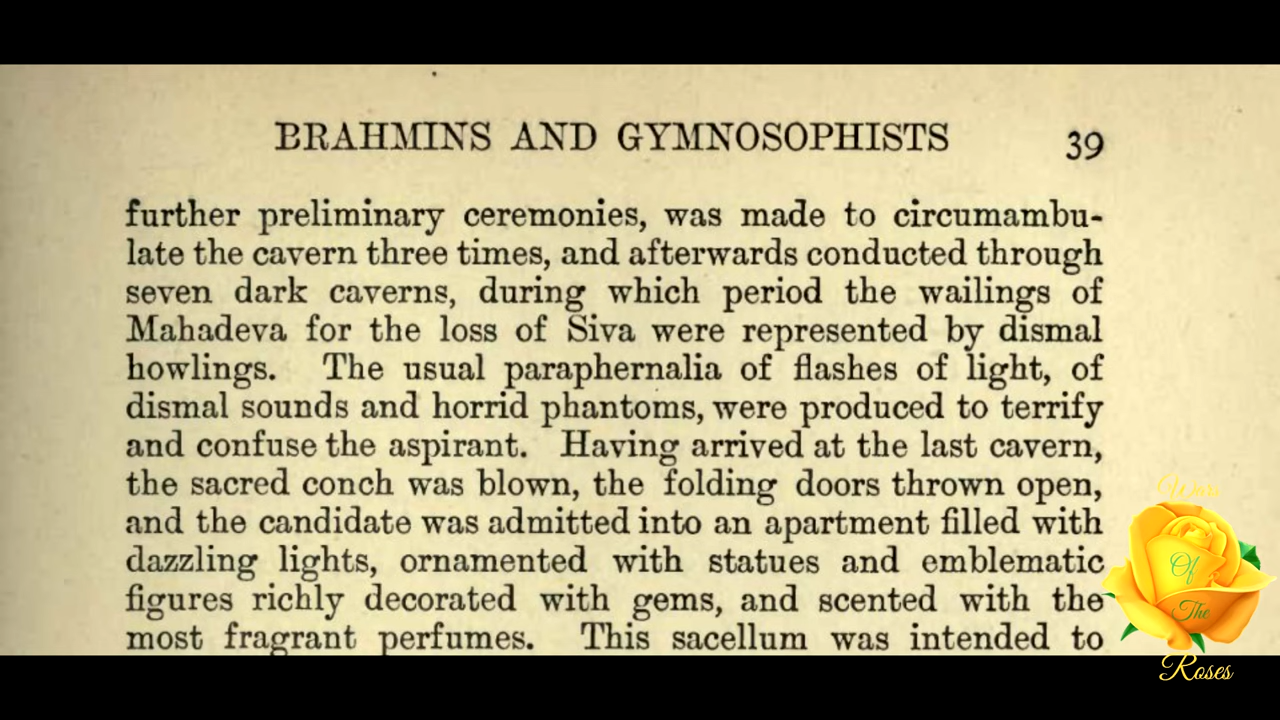 BRAHMINS AND GYMNOSOPHISTS 39
further preliminary ceremonies, was made to circumambu-
late the cavern three times, and afterwards conducted through
seven dark caverns, during which period the wailings of
Mahadeva for the loss of Siva were represented by dismal
howlings. The usual paraphernalia of flashes of light, of
dismal sounds and horrid phantoms, were produced to terrify
and confuse the aspirant. Having arrived at the last cavern,
the sacred conch was blown, the folding doors thrown open,
and the candidate was admitted into an apartment filled with
dazzling lights, ornamented with statues and emblematic
figures richly decorated with gems, and scented with the
most fragrant perfumes. This sacellum was intended to
Wars
Of
The
Roses